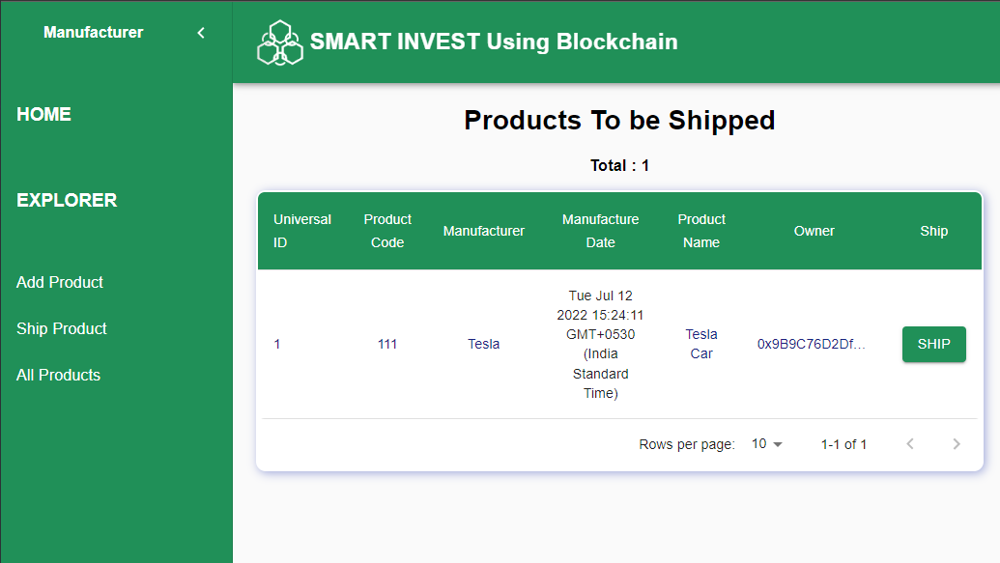 Manufacturer
SMART INVEST Using Blockchain
HOME
EXPLORER
Add Product
Ship Product
All Products
Products To be Shipped
Total : 1
Universal
ID
Product
Code
Manufacturer
Manufacture
Date
Product
Name
Owner
Ship
1
111
Tesla
Tue Jul 12
2022 15:24:11
GMT+0530
(India
Standard
Time)
Tesla
Car
0x9B9C76D2Df...
SHIP
Rows per page: 10 1-1 of 1